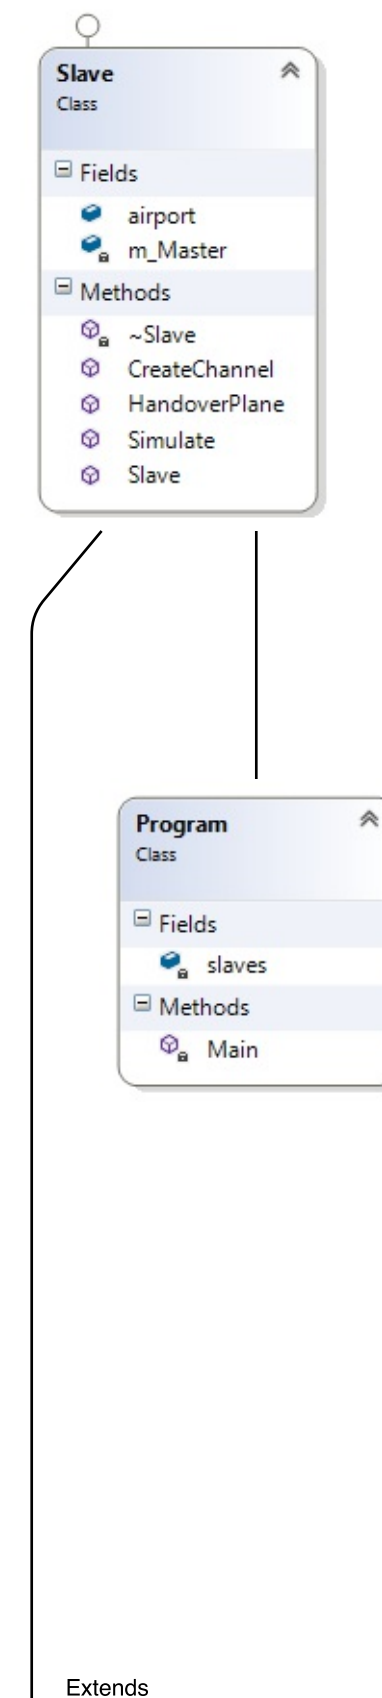 Slave
Class
Fields
airport
m_Master
Methods
~Slave
CreateChannel
HandoverPlane
Simulate
Slave
Program
Class
Fields
slaves
Methods
Main
Extends